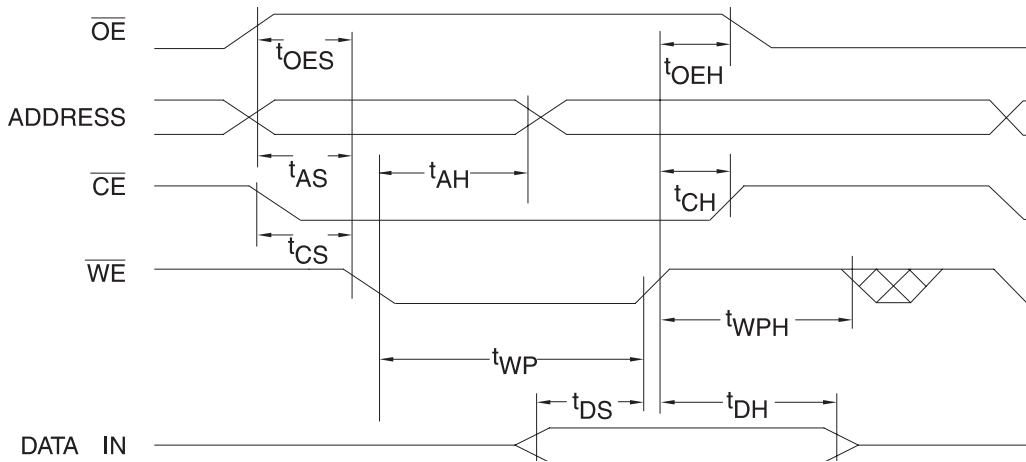 OE
tOES
tOEH
ADDRESS
tAS
tAH
CE
tCH
tCS
WE
tWPH
tWP
tDS
tDH
DATA IN